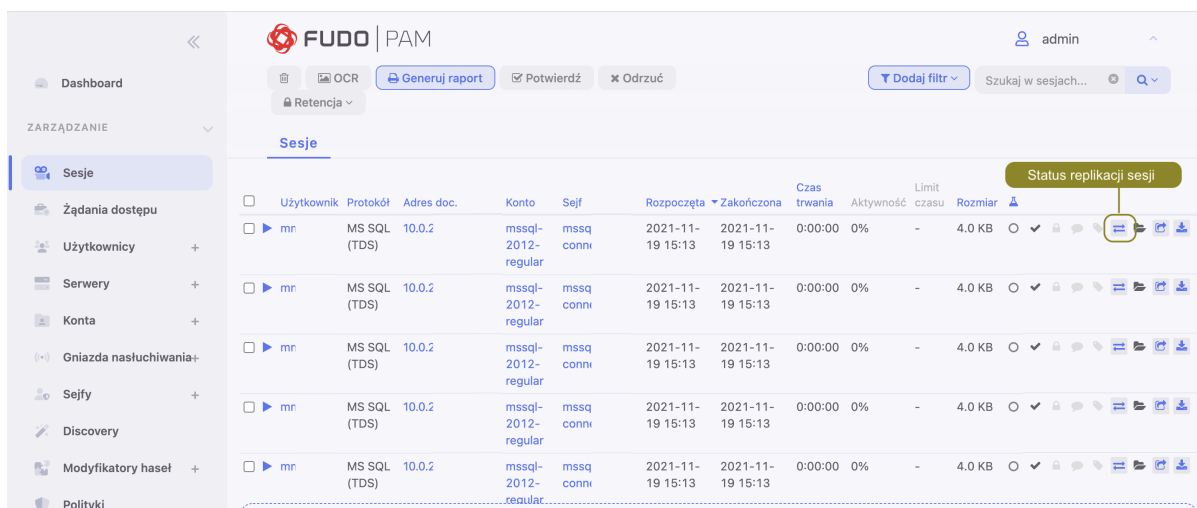 FUDO PAM
admin
Dashboard
OCR Generuj raport Potwierdź Odrzuć Dodaj filtr Szukaj w sesjach...
Retencja
ZARZĄDZANIE
Sesje
Sesje
Status replikacji sesji
Żądania dostępu
Użytkownicy
Serwery
Konta
Gniazda nasłuchiwania
Sejfy
Discovery
Modyfikatory haseł
Polityki
Użytkownik Protokół Adres doc. Konto Sejf Rozpoczęta Zakończona Czas trwania Aktywność Limit czasu Rozmiar
mn MS SQL 10.0.2 mssql- mssq 2021-11- 2021-11- 0:00:00 0% - 4.0 KB
(TDS) 2012- conne 19 15:13 19 15:13
regular
mn MS SQL 10.0.2 mssql- mssq 2021-11- 2021-11- 0:00:00 0% - 4.0 KB
(TDS) 2012- conne 19 15:13 19 15:13
regular
mn MS SQL 10.0.2 mssql- mssq 2021-11- 2021-11- 0:00:00 0% - 4.0 KB
(TDS) 2012- conne 19 15:13 19 15:13
regular
mn MS SQL 10.0.2 mssql- mssq 2021-11- 2021-11- 0:00:00 0% - 4.0 KB
(TDS) 2012- conne 19 15:13 19 15:13
regular
mn MS SQL 10.0.2 mssql- mssq 2021-11- 2021-11- 0:00:00 0% - 4.0 KB
(TDS) 2012- conne 19 15:13 19 15:13
regular